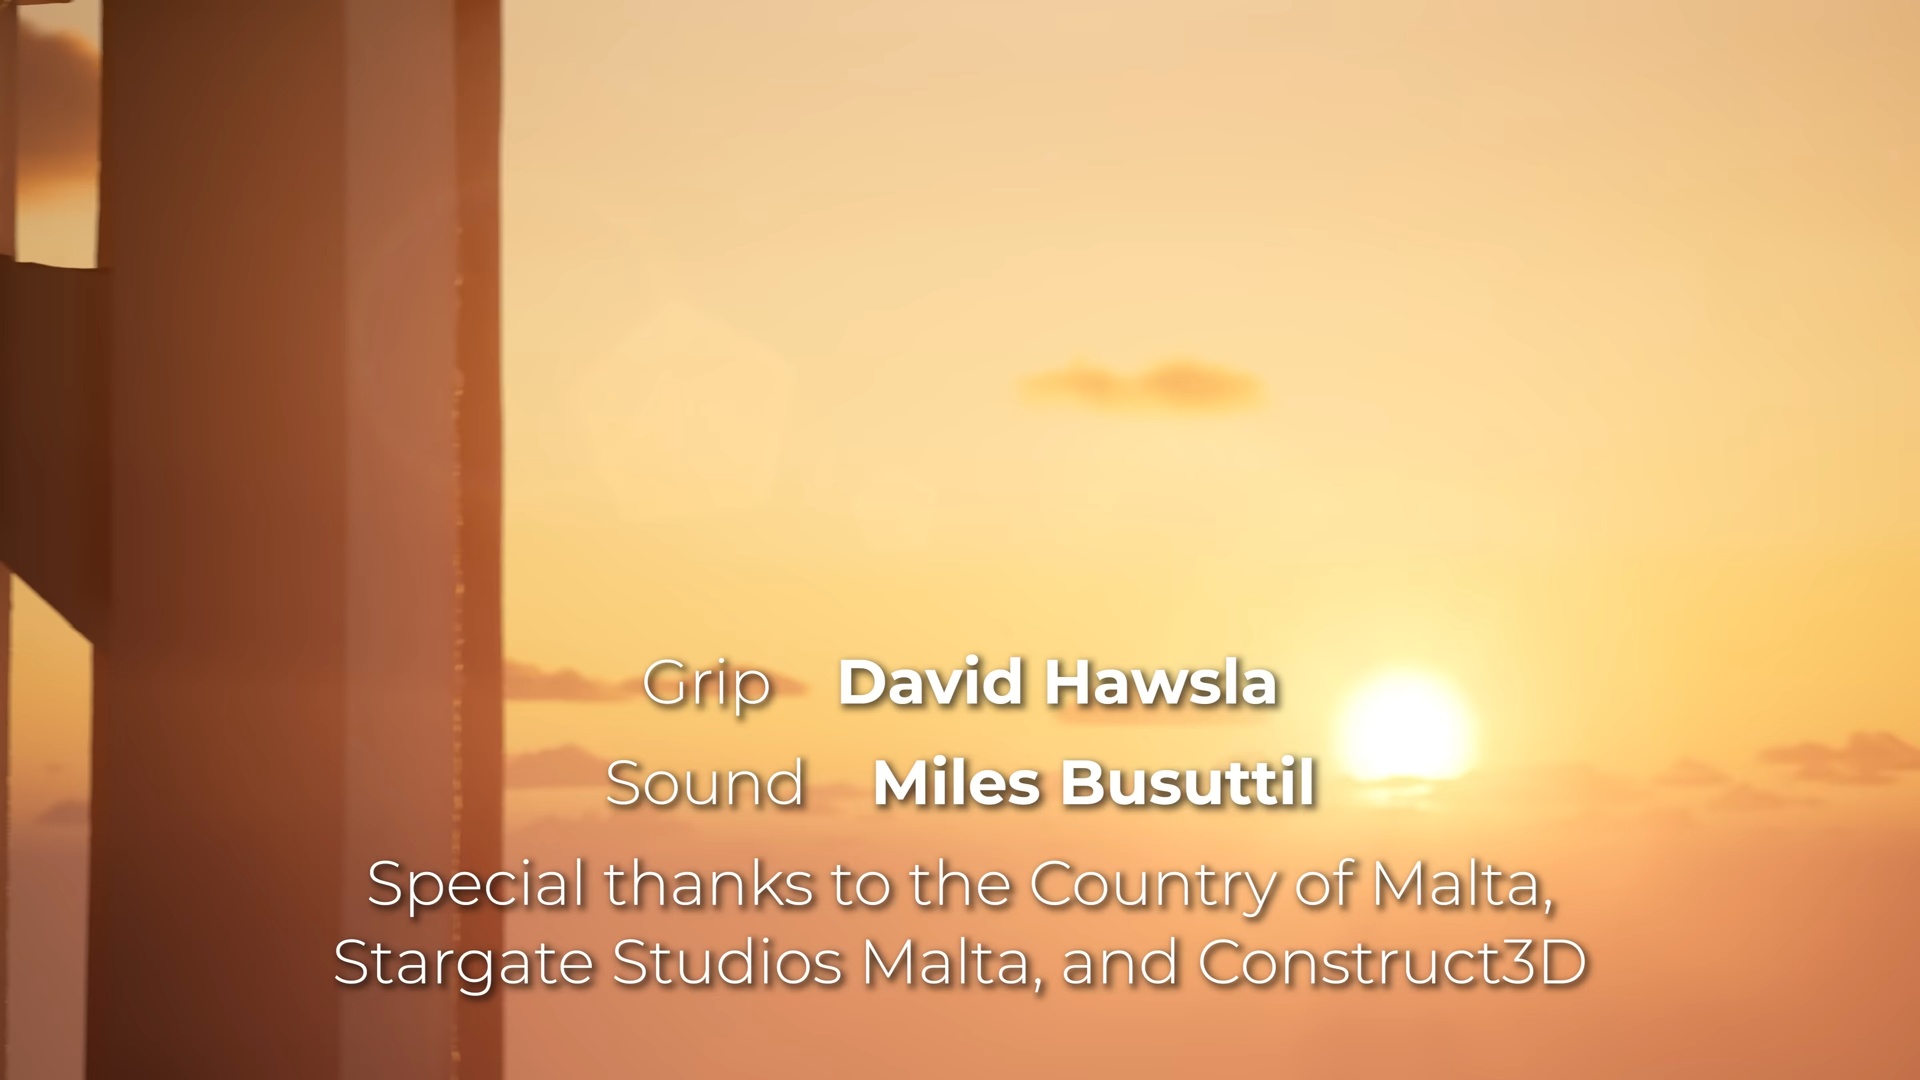 Grip David Hawsla
Sound Miles Busuttil
Special thanks to the Country of Malta,
Stargate Studios Malta, and Construct3D